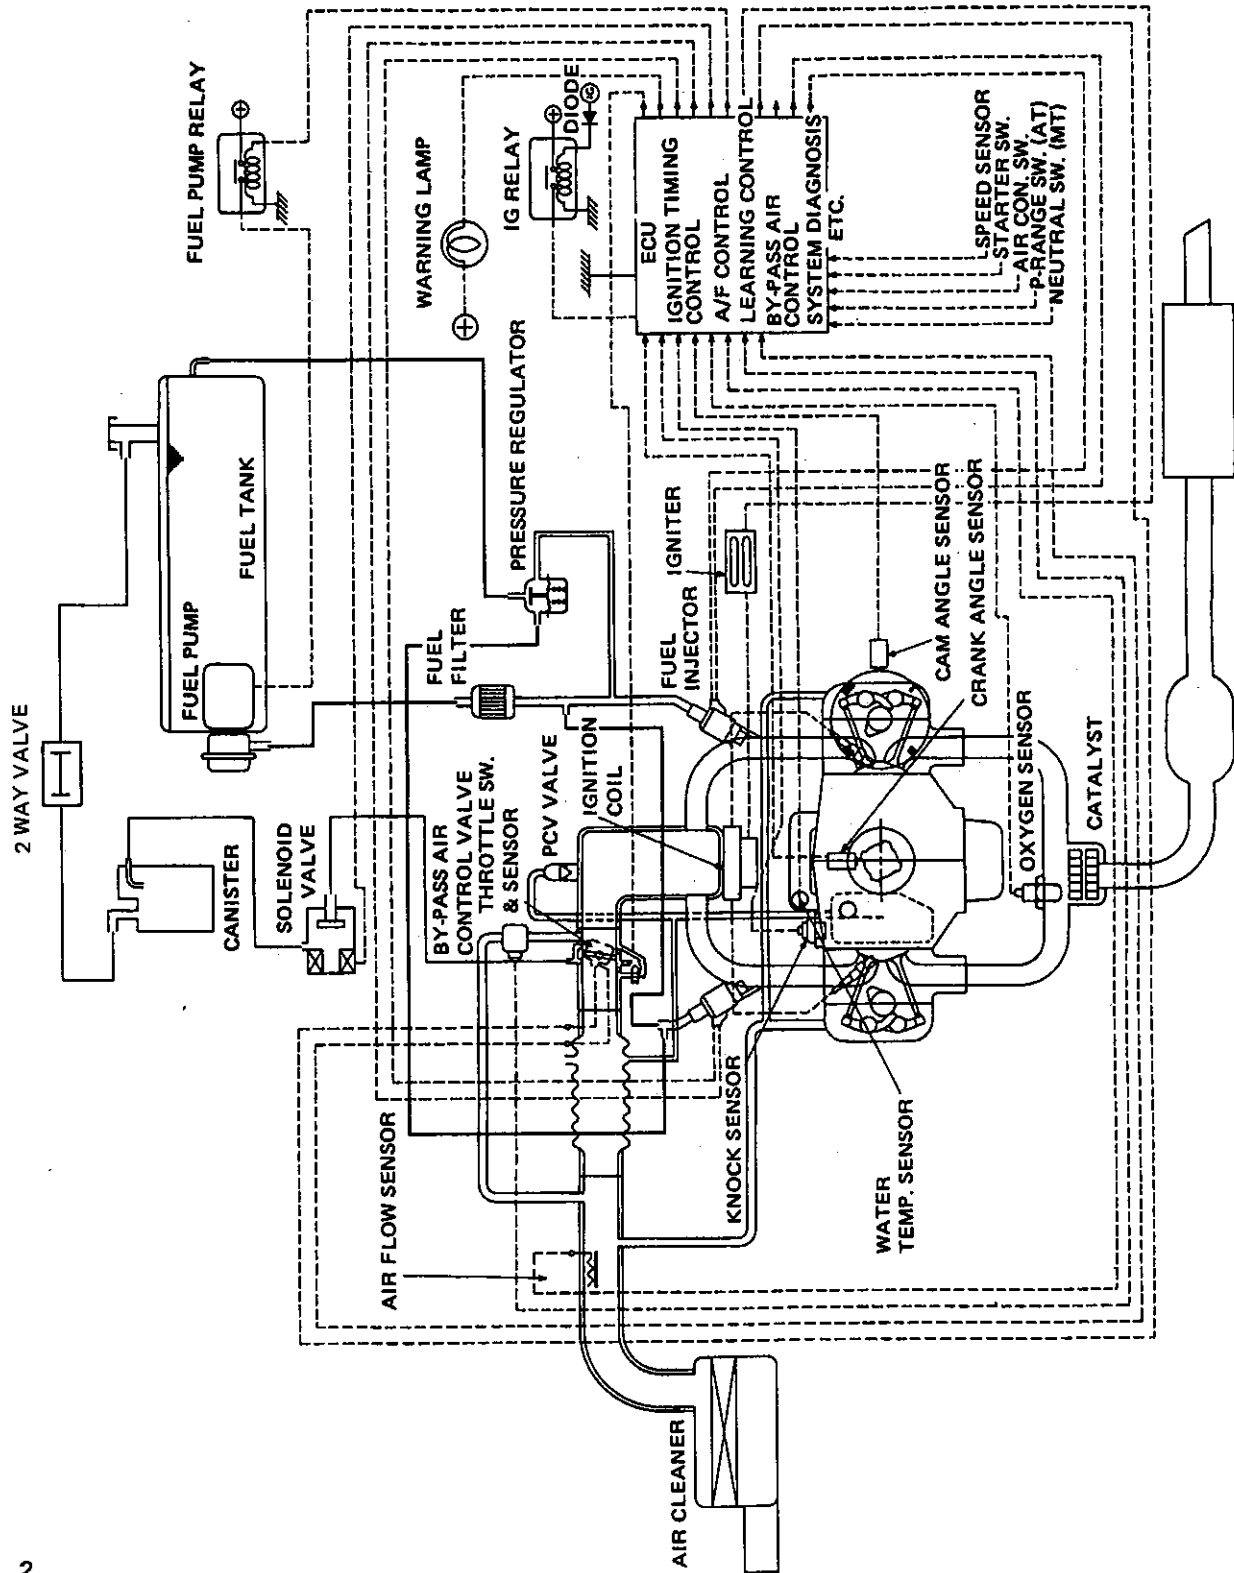 2
2 WAY VALVE
FUEL PUMP RELAY
WARNING LAMP
IG RELAY
DIODE
IG
FUEL PUMP
FUEL TANK
CANISTER
SOLENOID
VALVE
BY-PASS AIR
CONTROL VALVE
THROTTLE SW.
& SENSOR
PCV VALVE
IGNITION
COIL
FUEL
FILTER
PRESSURE REGULATOR
ECU
IGNITION TIMING
CONTROL
A/F CONTROL
LEARNING CONTROL
BY-PASS AIR
CONTROL
SYSTEM DIAGNOSIS
ETC.
SPEED SENSOR
STARTER SW.
AIR CON. SW.
P-RANGE SW. (AT)
NEUTRAL SW. (MT)
FUEL
INJECTOR
IGNITER
CAM ANGLE SENSOR
CRANK ANGLE SENSOR
OXYGEN SENSOR
CATALYST
AIR FLOW SENSOR
KNOCK SENSOR
WATER
TEMP. SENSOR
AIR CLEANER